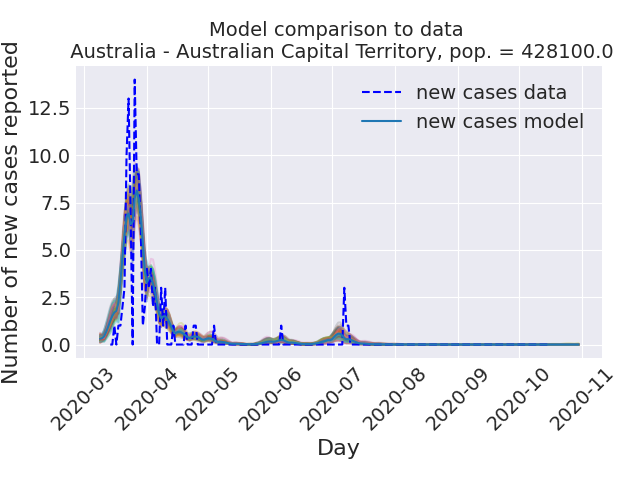 Model comparison to data
Australia - Australian Capital Territory, pop. = 428100.0
Number of new cases reported
12.5
10.0
7.5
5.0
2.5
0.0
new cases data
new cases model
2020-03
2020-04
2020-05
2020-06
2020-07
2020-08
2020-09
2020-10
2020-11
Day